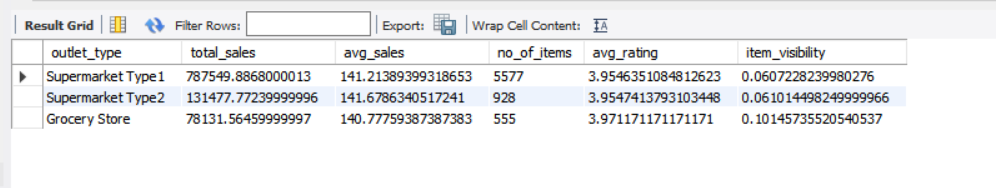 Result Grid Filter Rows: Export: Wrap Cell Content: IA
outlet_type total_sales avg_sales no_of_items avg_rating item_visibility
Supermarket Type1 787549.8868000013 141.21389399318653 5577 3.9546351084812623 0.0607228239980276
Supermarket Type2 131477.77239999996 141.6786340517241 928 3.9547413793103448 0.061014498249999966
Grocery Store 78131.56459999997 140.77759387387383 555 3.971171171171171 0.10145735520540537